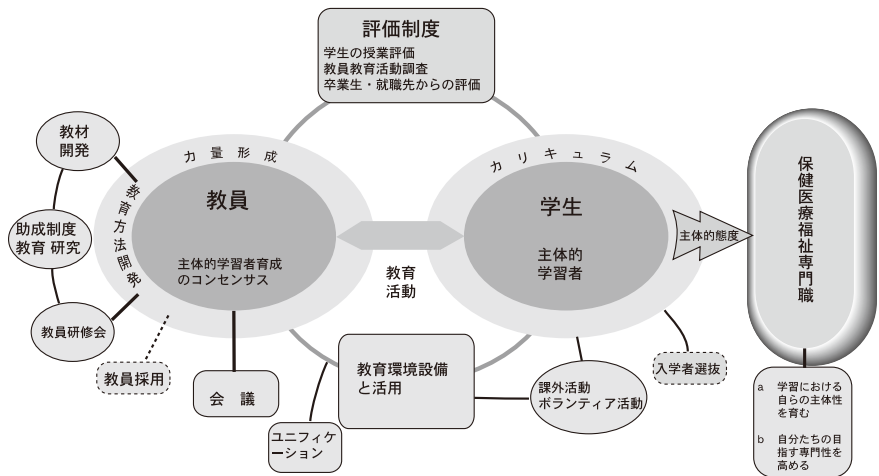 評価制度
学生の授業評価
教員教育活動調査
卒業生・就職先からの評価
教材
開発
助成制度
教育 研究
教員研修会
力量形成
教育方法開発
教員
主体的学習者育成
のコンセンサス
教員採用
会 議
教育
活動
カリキュラム
学生
主体的
学習者
主体的態度
保健医療福祉専門職
教育環境設備
と活用
ユニフィケ
ーション
課外活動
ボランティア活動
入学者選抜
a 学習における
自らの主体性
を育む
b 自分たちの目
指す専門性を
高める